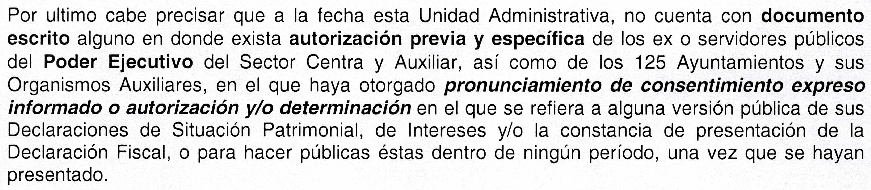 Por ultimo cabe precisar que a la fecha esta Unidad Administrativa, no cuenta con documento
escrito alguno en donde exista autorización previa y específica de los ex o servidores públicos
del Poder Ejecutivo del Sector Centra y Auxiliar, así como de los 125 Ayuntamientos y sus
Organismos Auxiliares, en el que haya otorgado pronunciamiento de consentimiento expreso
informado o autorización y/o determinación en el que se refiera a alguna versión pública de sus
Declaraciones de Situación Patrimonial, de Intereses y/o la constancia de presentación de la
Declaración Fiscal, o para hacer públicas éstas dentro de ningún período, una vez que se hayan
presentado.